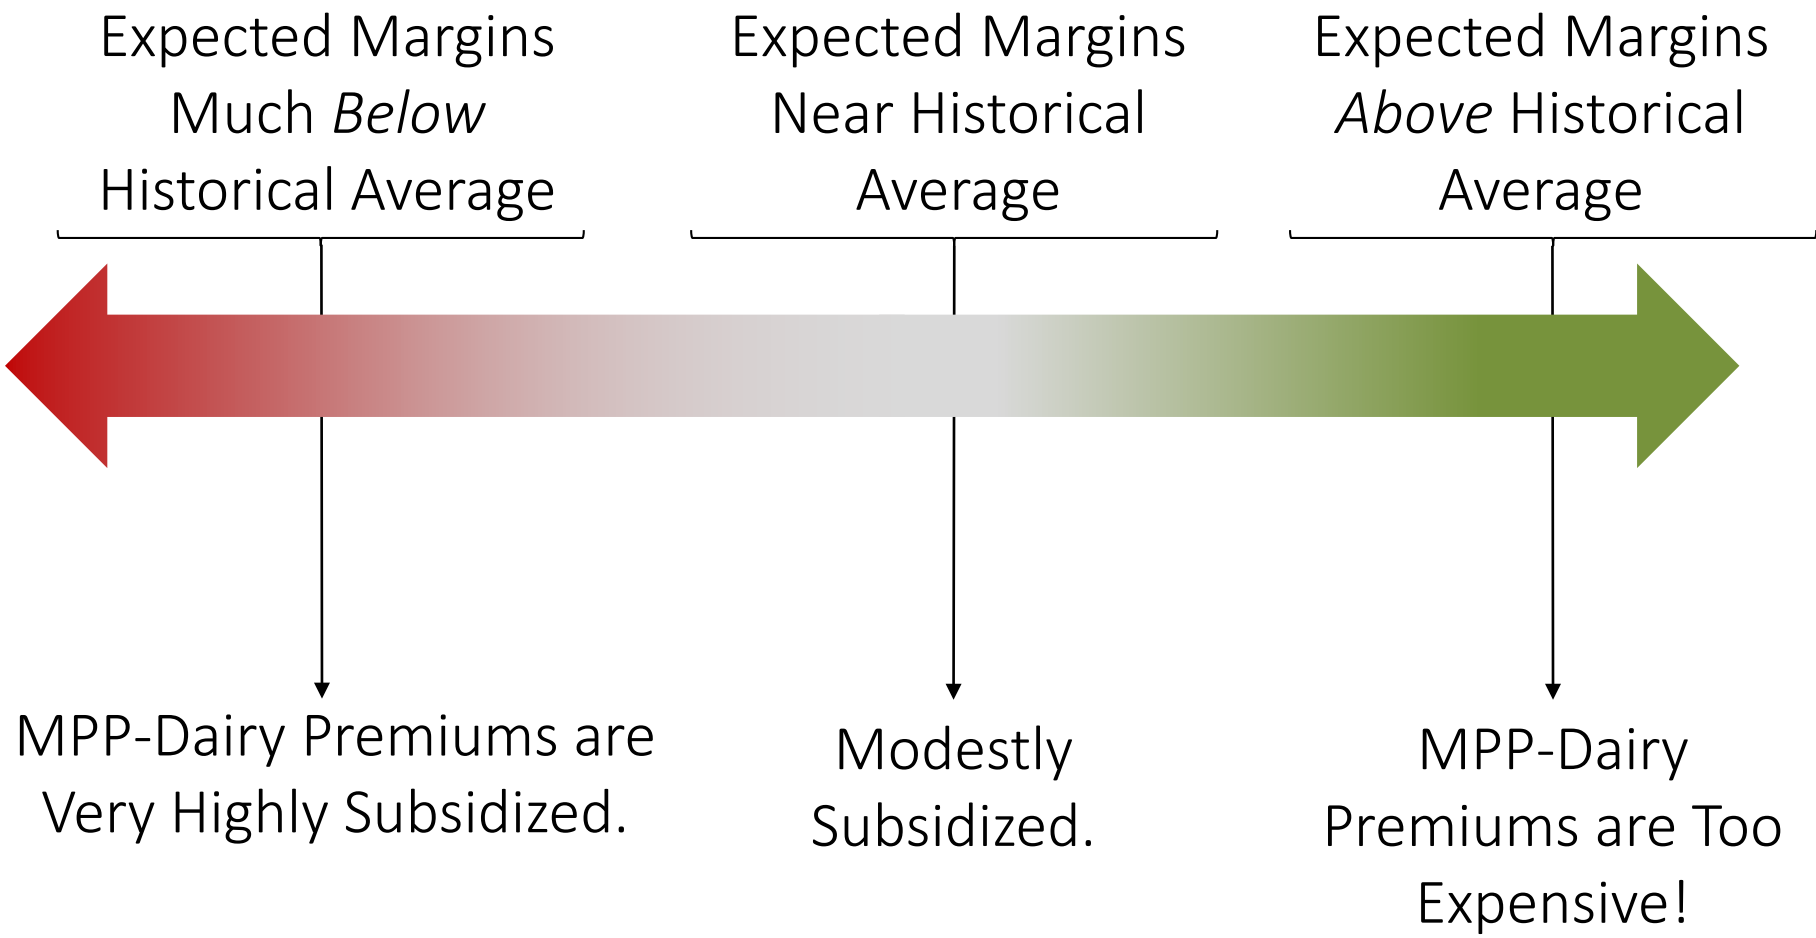 Expected Margins
Much Below
Historical Average
Expected Margins
Near Historical
Average
Expected Margins
Above Historical
Average
MPP-Dairy Premiums are
Very Highly Subsidized.
Modestly
Subsidized.
MPP-Dairy
Premiums are Too
Expensive!